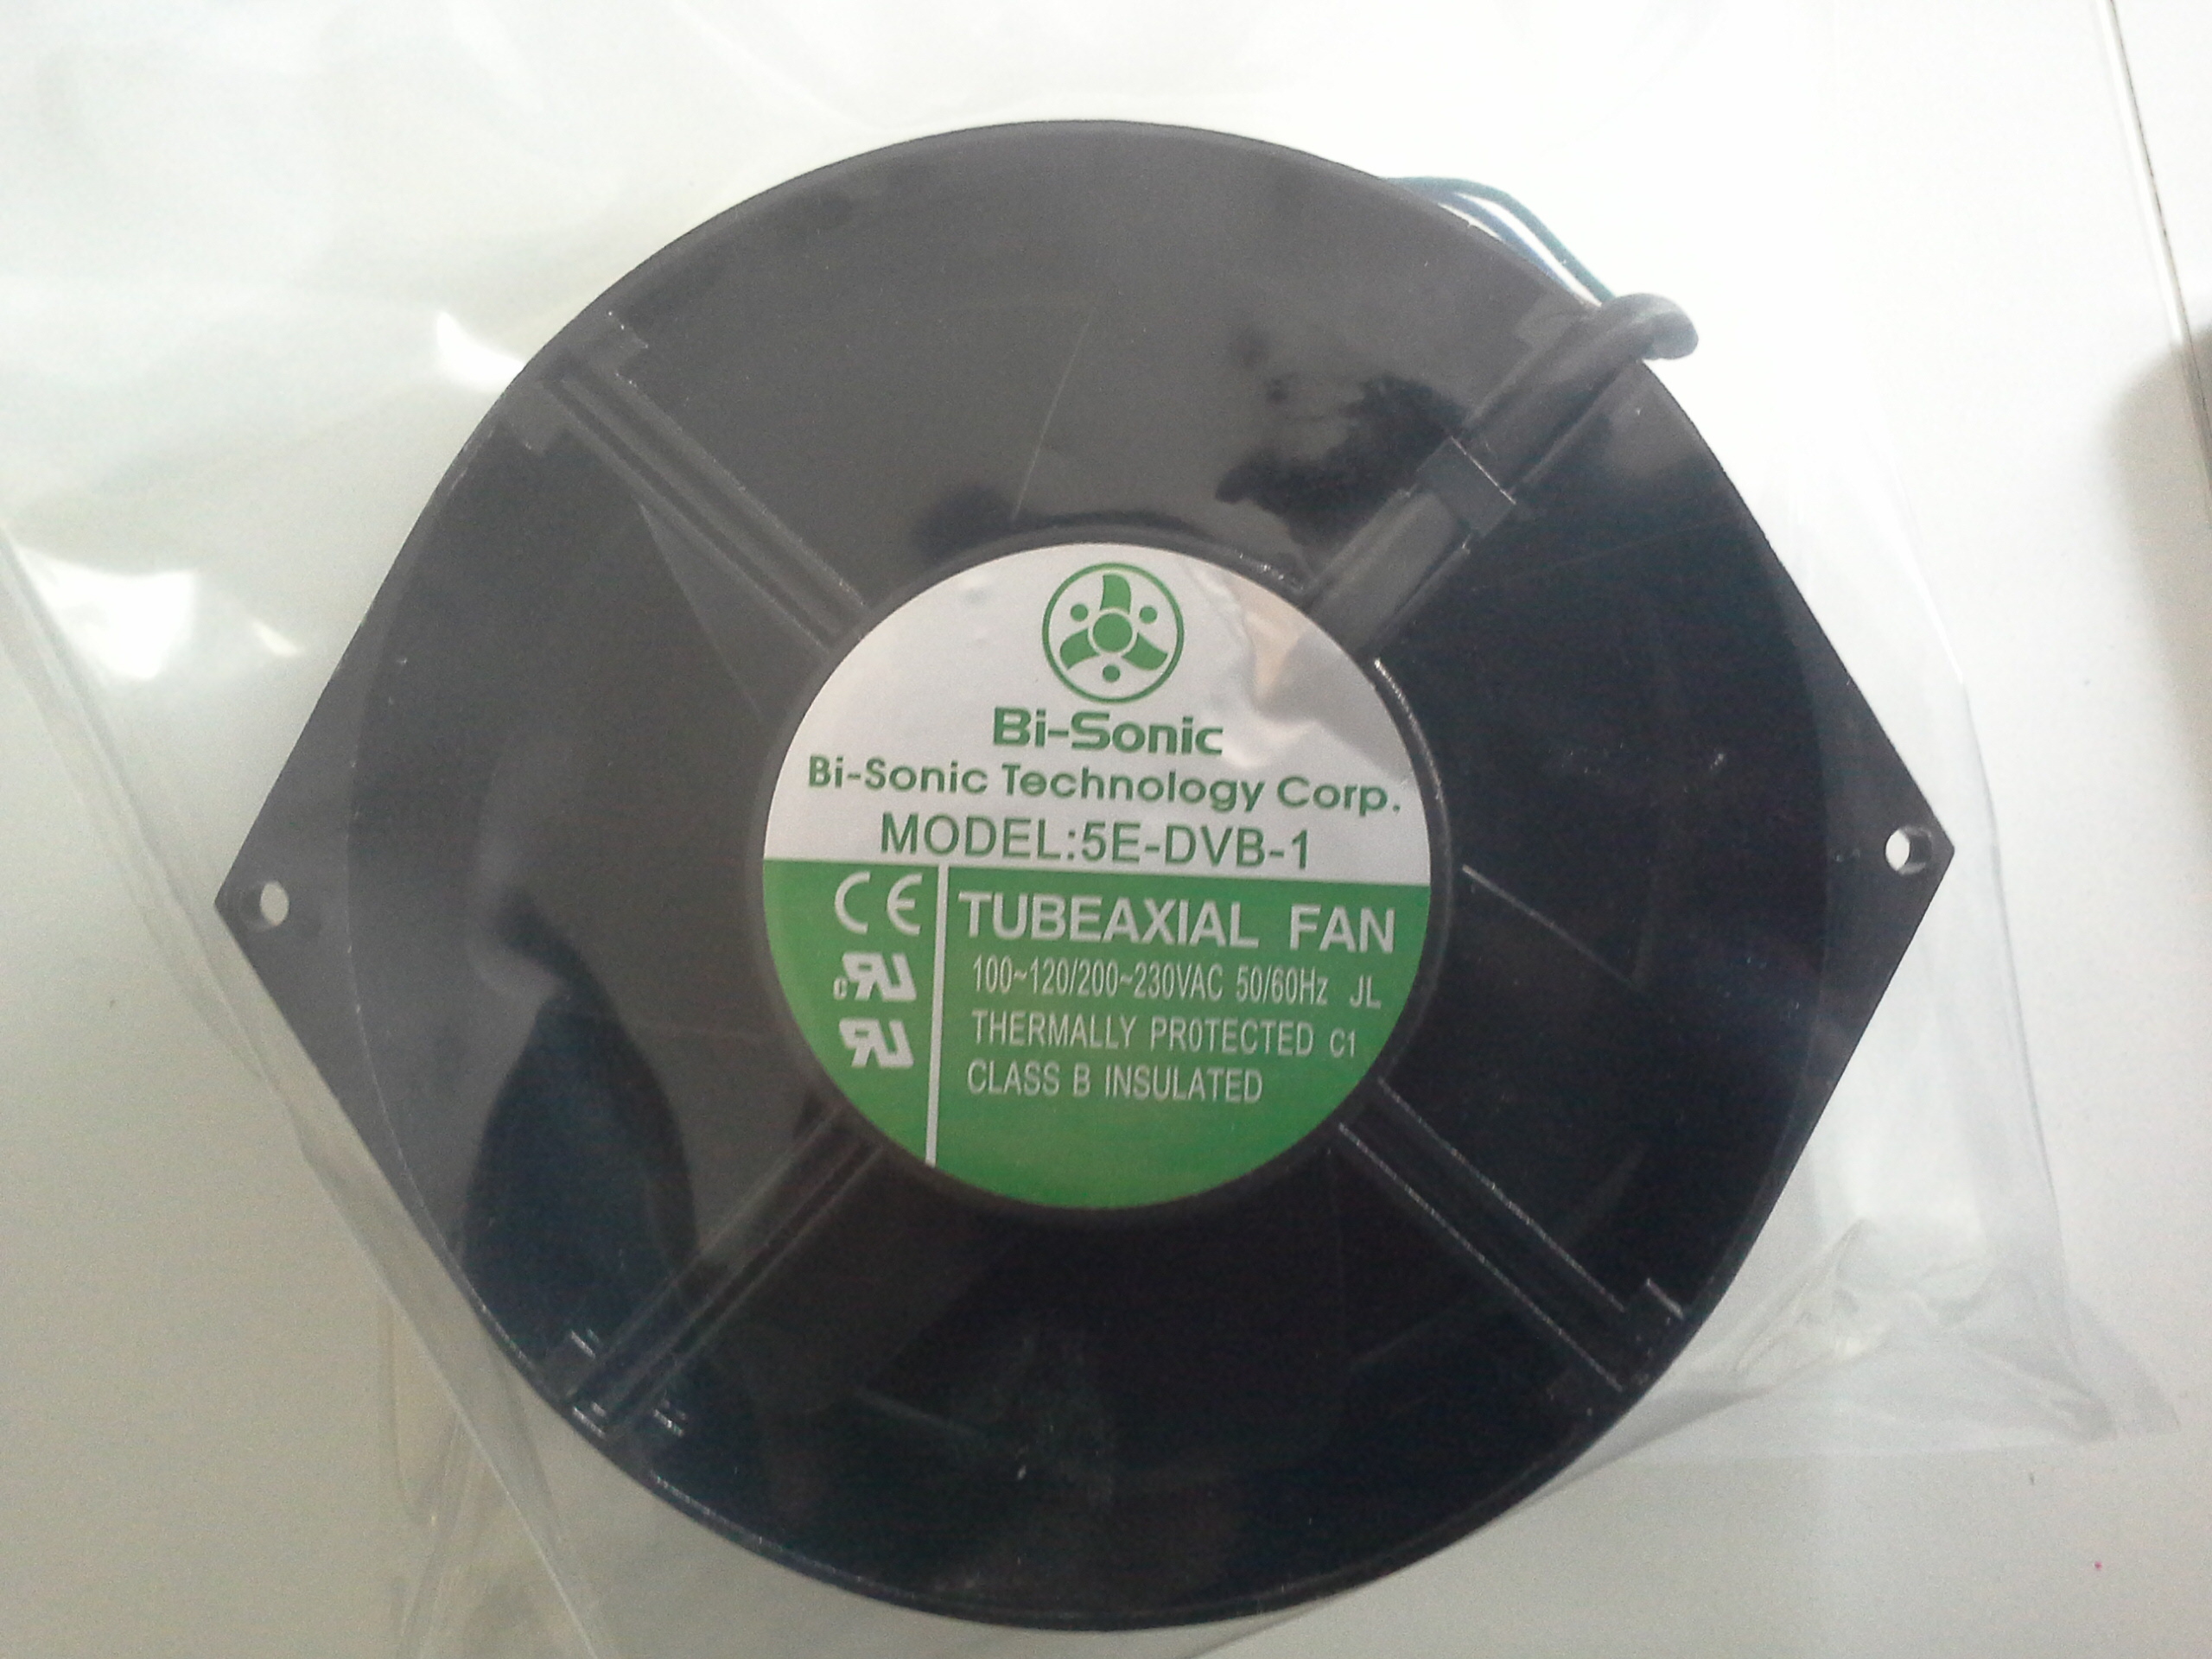 Bi-Sonic
Bi-Sonic Technology Corp.
MODEL:5E-DVB-1
CE
TUBEAXIAL FAN
100~120/200~230VAC 50/60Hz JL
THERMALLY PROTECTED C1
CLASS B INSULATED